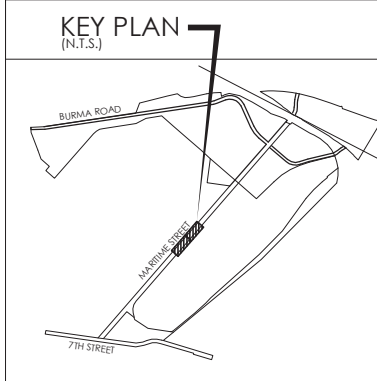 KEY PLAN
(N.T.S.)
BURMA ROAD
MARITIME STREET
7TH STREET